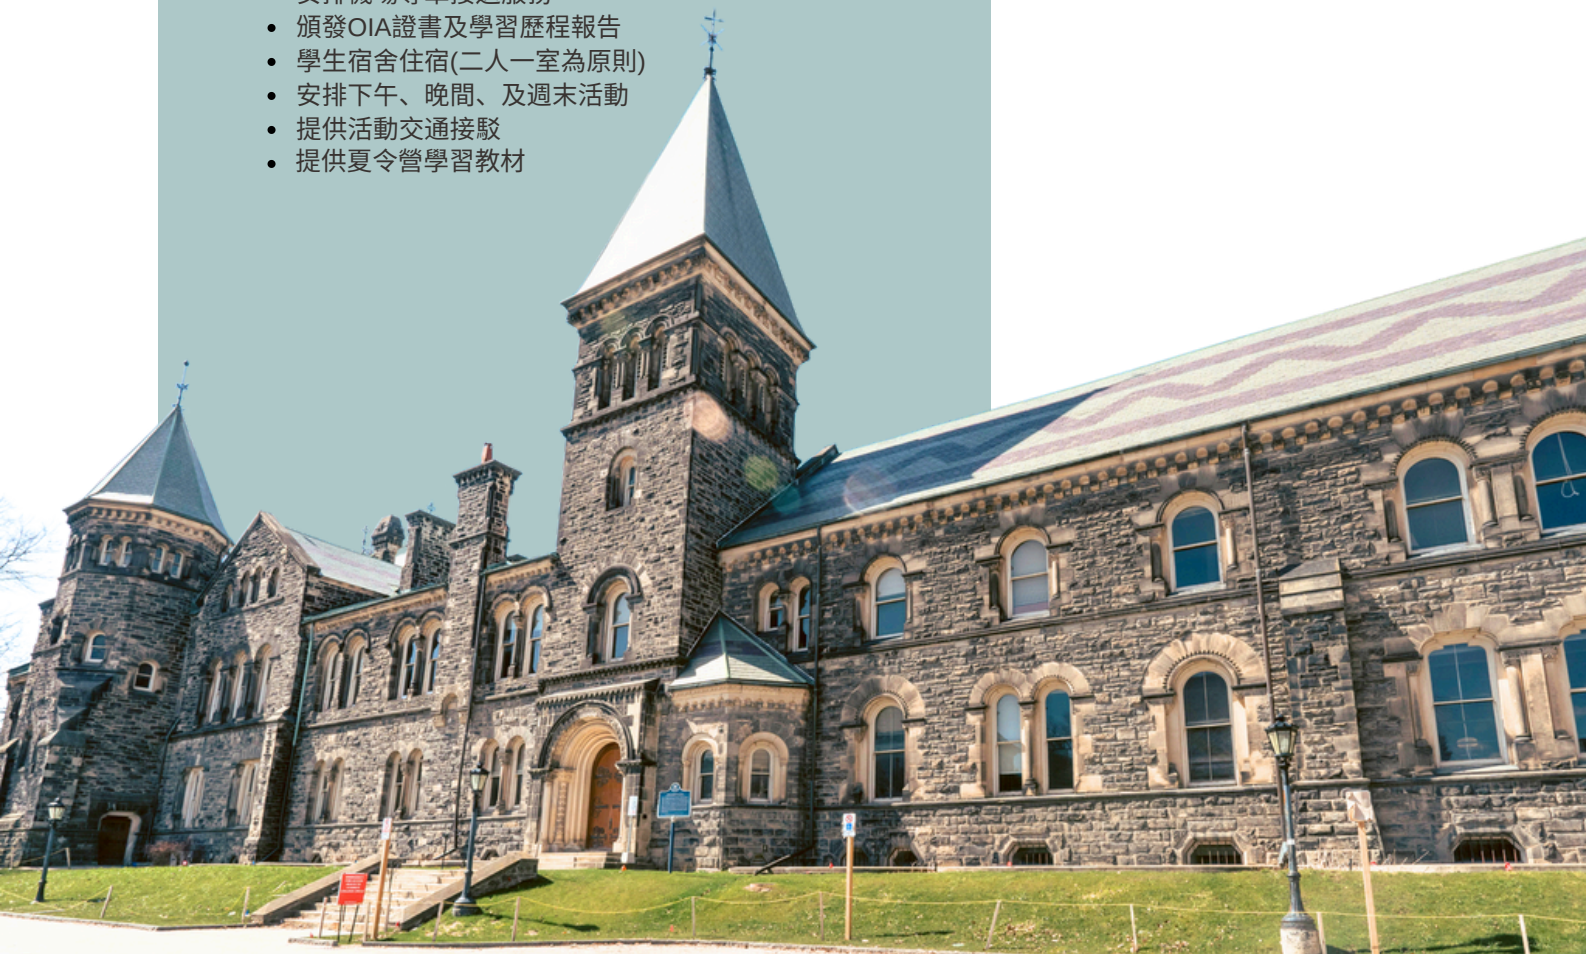 頒發OIA證書及學習歷程報告
學生宿舍住宿(二人一室為原則)
安排下午、晚間、及週末活動
提供活動交通接駁
提供夏令營學習教材